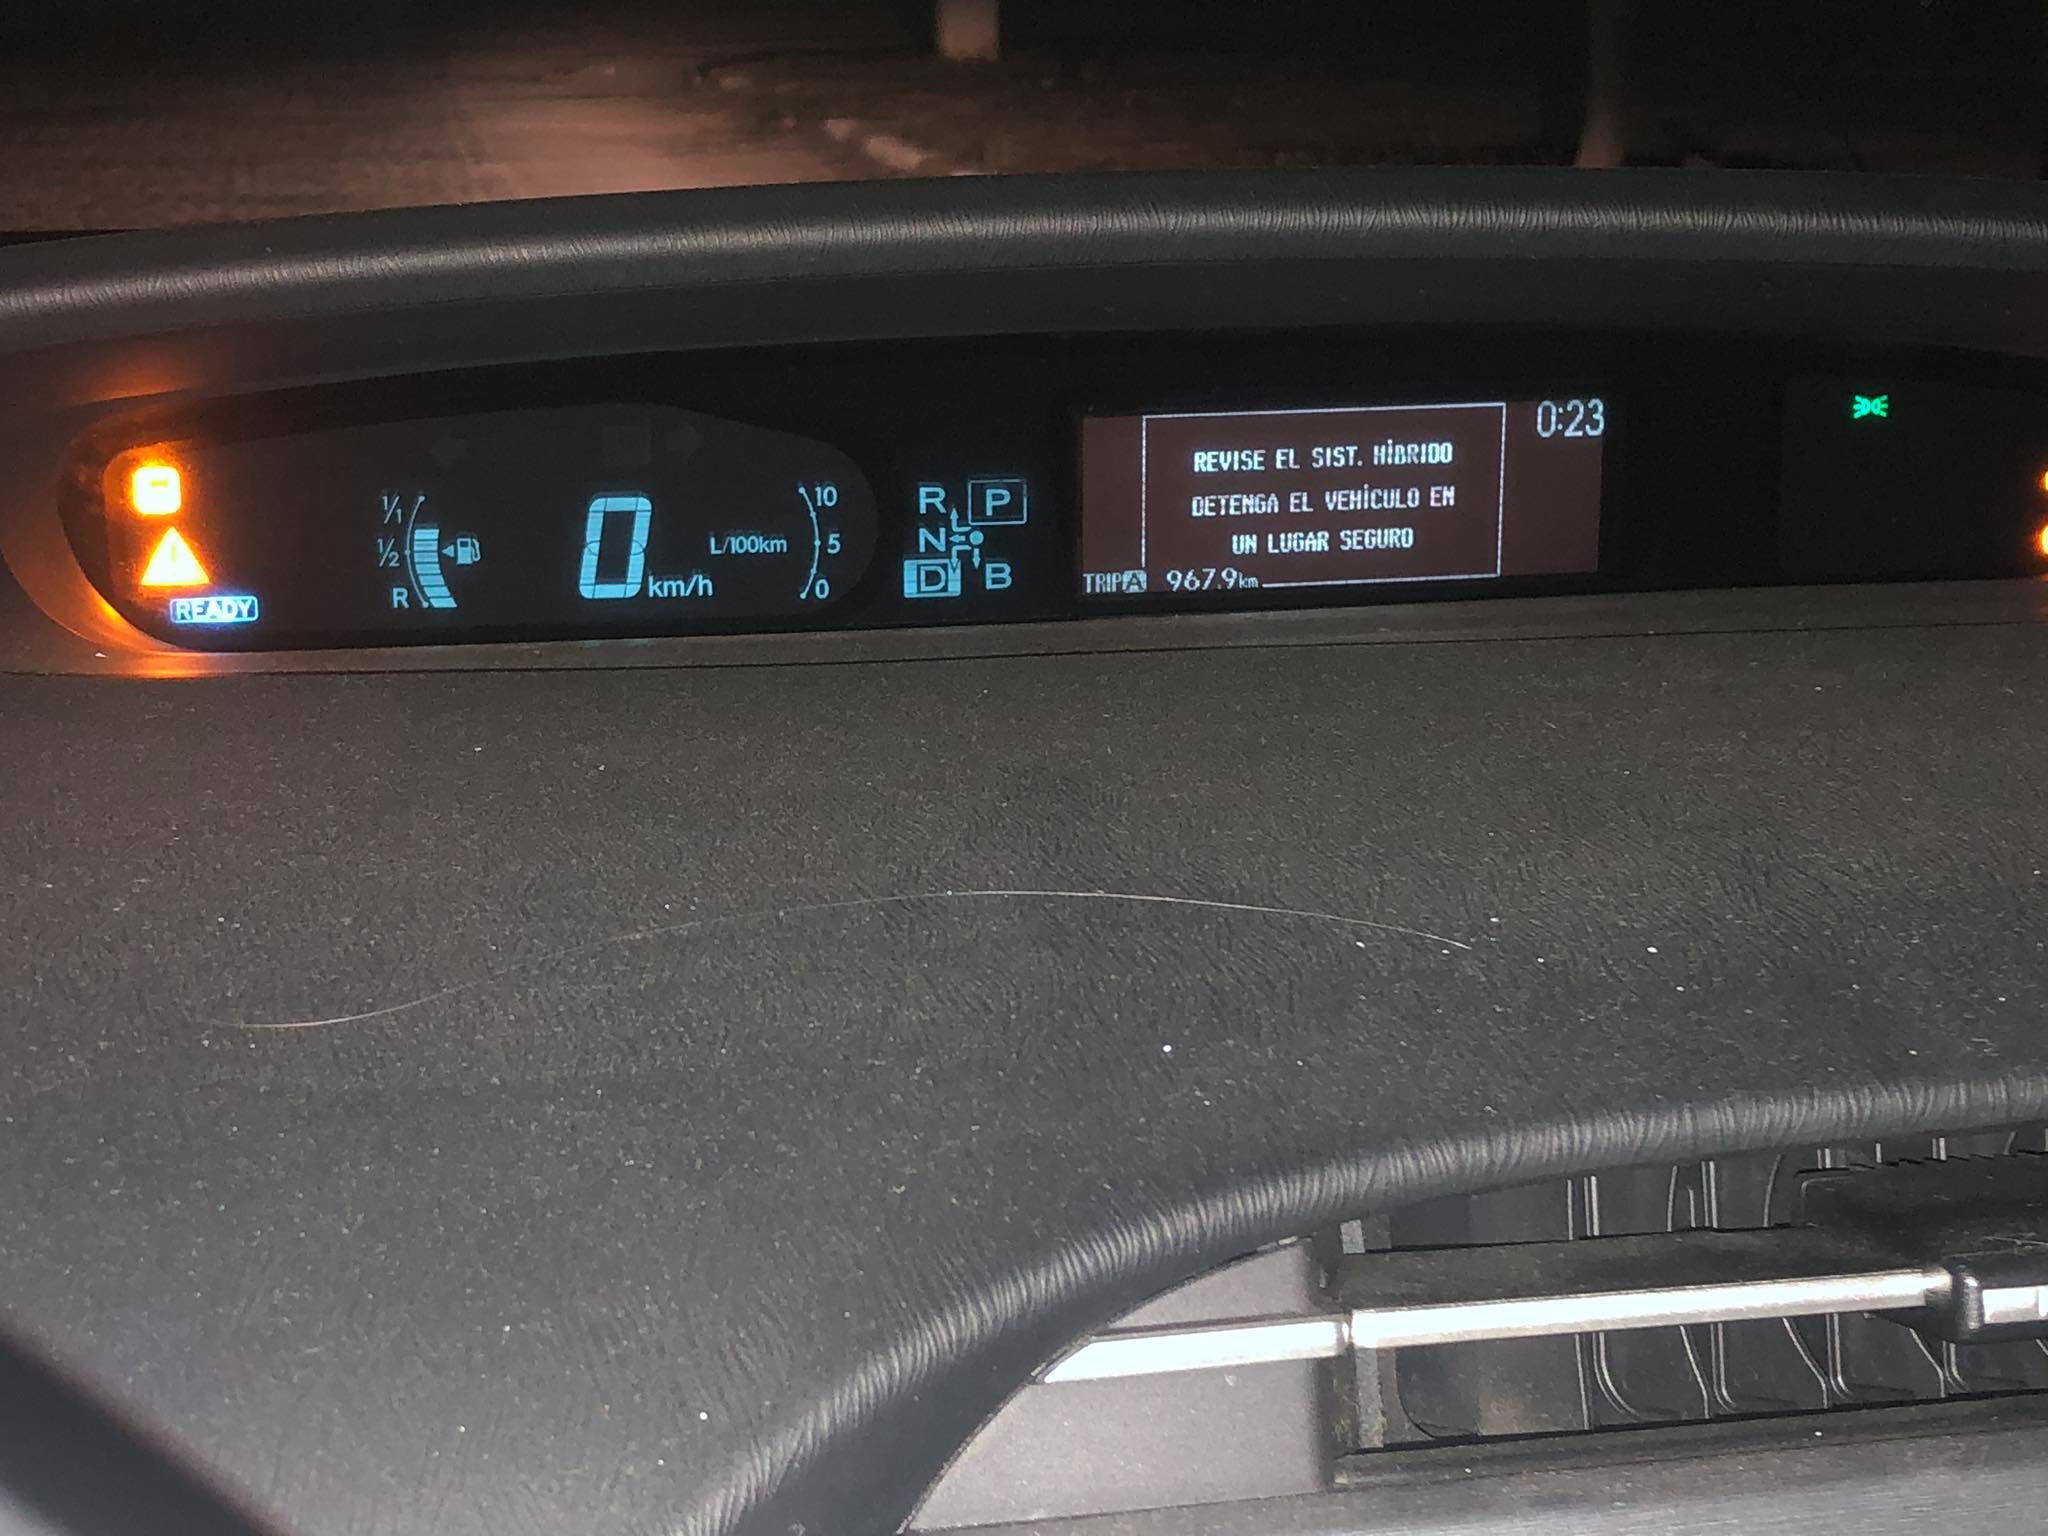 READY
1/1
1/2
R
0 km/h
L/100km
10
5
0
R P
N
D B
0:23
REVISE EL SIST. HÍBRIDO
DETENGA EL VEHÍCULO EN
UN LUGAR SEGURO
TRIP A 967.9 km